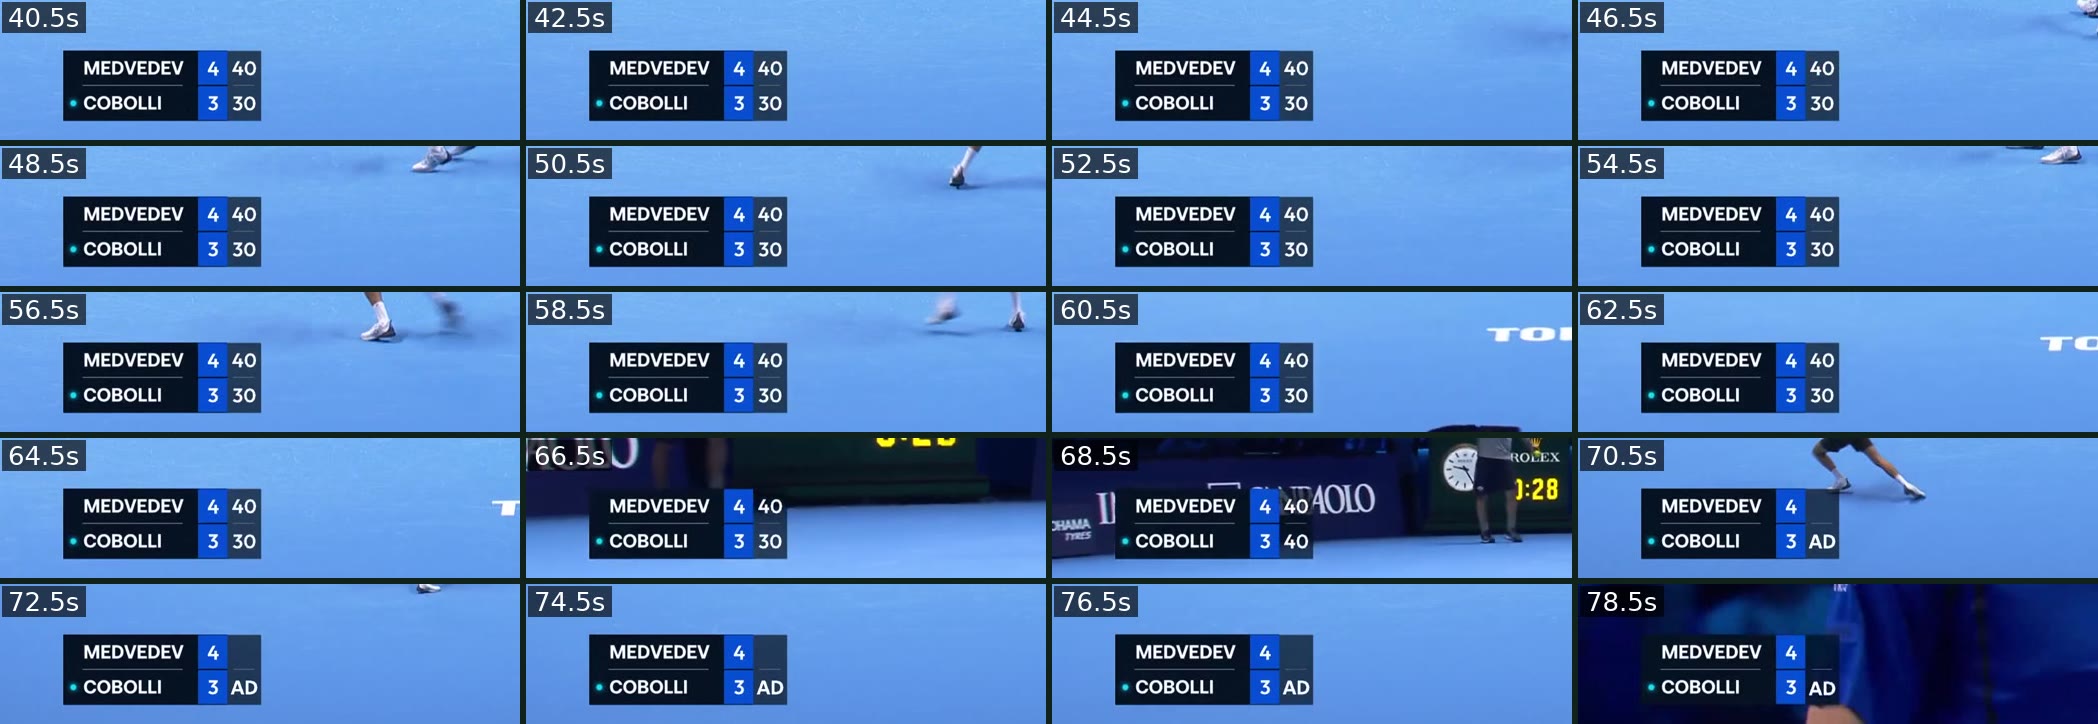 40.5s
MEDVEDEV 4 40
COBOLLI 3 30
42.5s
MEDVEDEV 4 40
COBOLLI 3 30
44.5s
MEDVEDEV 4 40
COBOLLI 3 30
46.5s
MEDVEDEV 4 40
COBOLLI 3 30
48.5s
MEDVEDEV 4 40
COBOLLI 3 30
50.5s
MEDVEDEV 4 40
COBOLLI 3 30
52.5s
MEDVEDEV 4 40
COBOLLI 3 30
54.5s
MEDVEDEV 4 40
COBOLLI 3 30
56.5s
MEDVEDEV 4 40
COBOLLI 3 30
58.5s
MEDVEDEV 4 40
COBOLLI 3 30
60.5s
MEDVEDEV 4 40
COBOLLI 3 30
62.5s
TO
MEDVEDEV 4 40
COBOLLI 3 30
64.5s
T
MEDVEDEV 4 40
COBOLLI 3 30
66.5s
MEDVEDEV 4 40
COBOLLI 3 30
68.5s
ROLEX
:28
PAOLO
TYRES
MEDVEDEV 4 40
COBOLLI 3 40
70.5s
MEDVEDEV 4
COBOLLI 3 AD
72.5s
MEDVEDEV 4
COBOLLI 3 AD
74.5s
MEDVEDEV 4
COBOLLI 3 AD
76.5s
MEDVEDEV 4
COBOLLI 3 AD
78.5s
MEDVEDEV 4
COBOLLI 3 AD